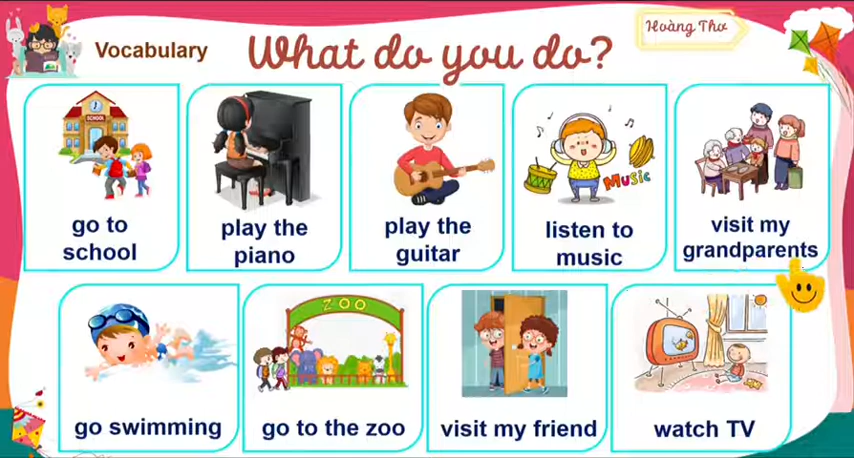 Vocabulary
What do you do?
Hoàng Thơ
SCHOOL
go to
school
play the
piano
play the
guitar
MUSIC
listen to
music
visit my
grandparents
go swimming
ZOO
go to the zoo
visit my friend
watch TV